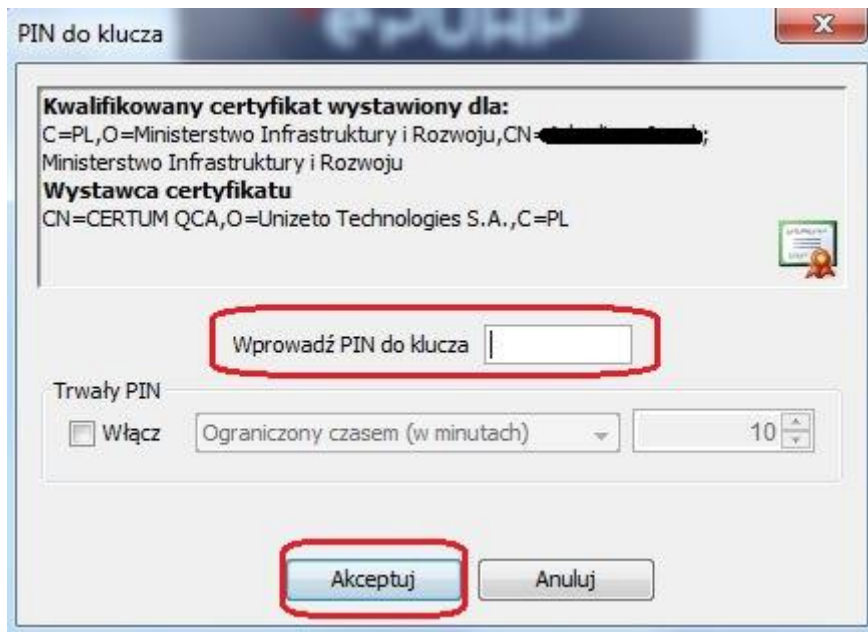 ePUAP
PIN do klucza
Kwalifikowany certyfikat wystawiony dla:
C=PL,O=Ministerstwo Infrastruktury i Rozwoju,CN= ;
Ministerstwo Infrastruktury i Rozwoju
Wystawca certyfikatu
CN=CERTUM QCA,O=Unizeto Technologies S.A.,C=PL
Wprowadź PIN do klucza
Trwały PIN
Włącz
Ograniczony czasem (w minutach)
10
Akceptuj
Anuluj